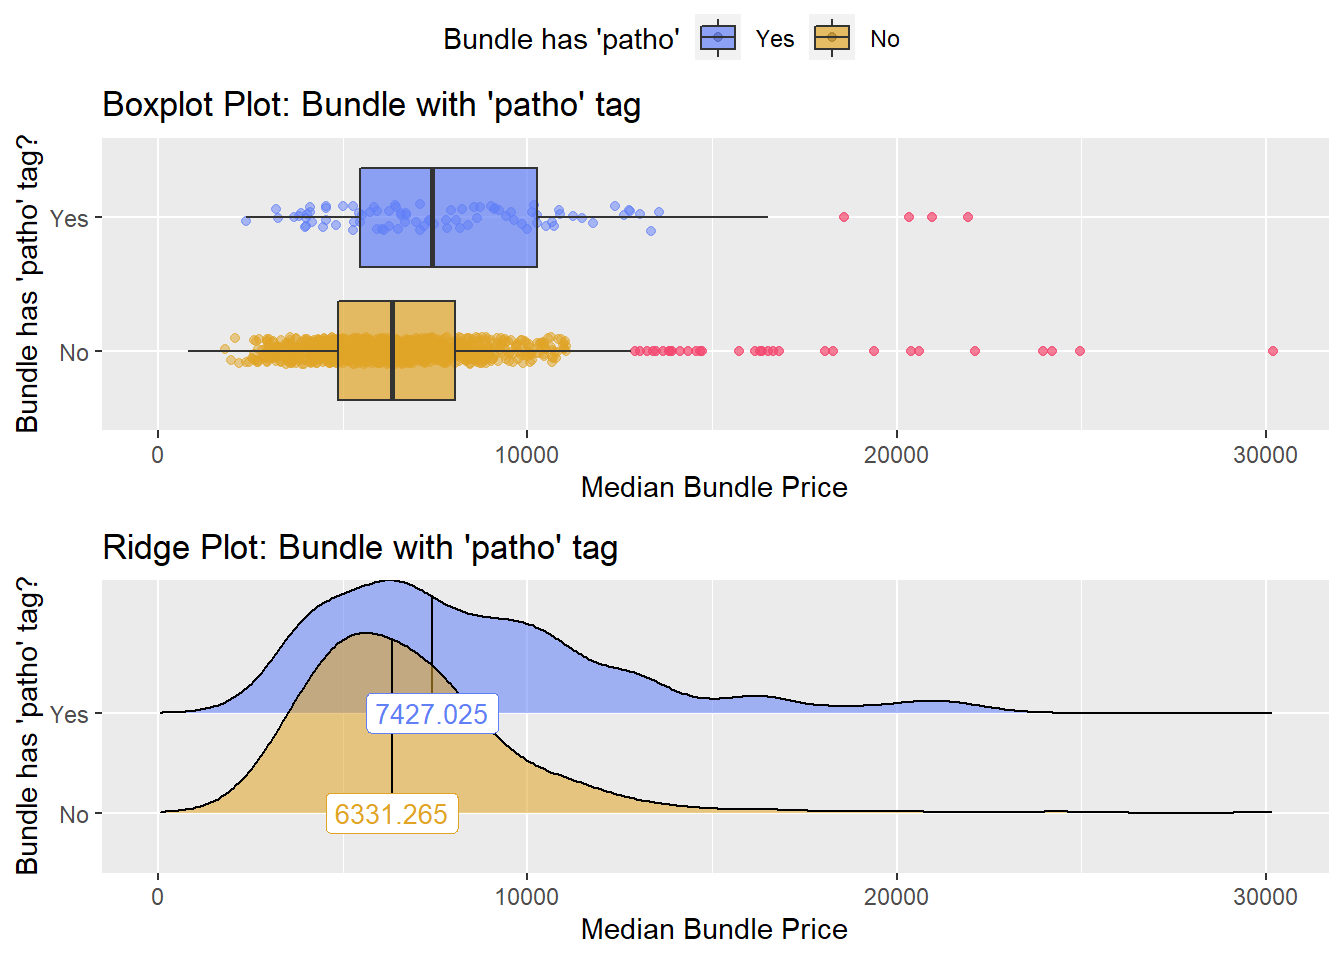 Bundle has 'patho' Yes No
Boxplot Plot: Bundle with 'patho' tag
Bundle has 'patho' tag?
Yes
No
0 10000 20000 30000
Median Bundle Price
Ridge Plot: Bundle with 'patho' tag
Bundle has 'patho' tag?
Yes
7427.025
No
6331.265
0 10000 20000 30000
Median Bundle Price